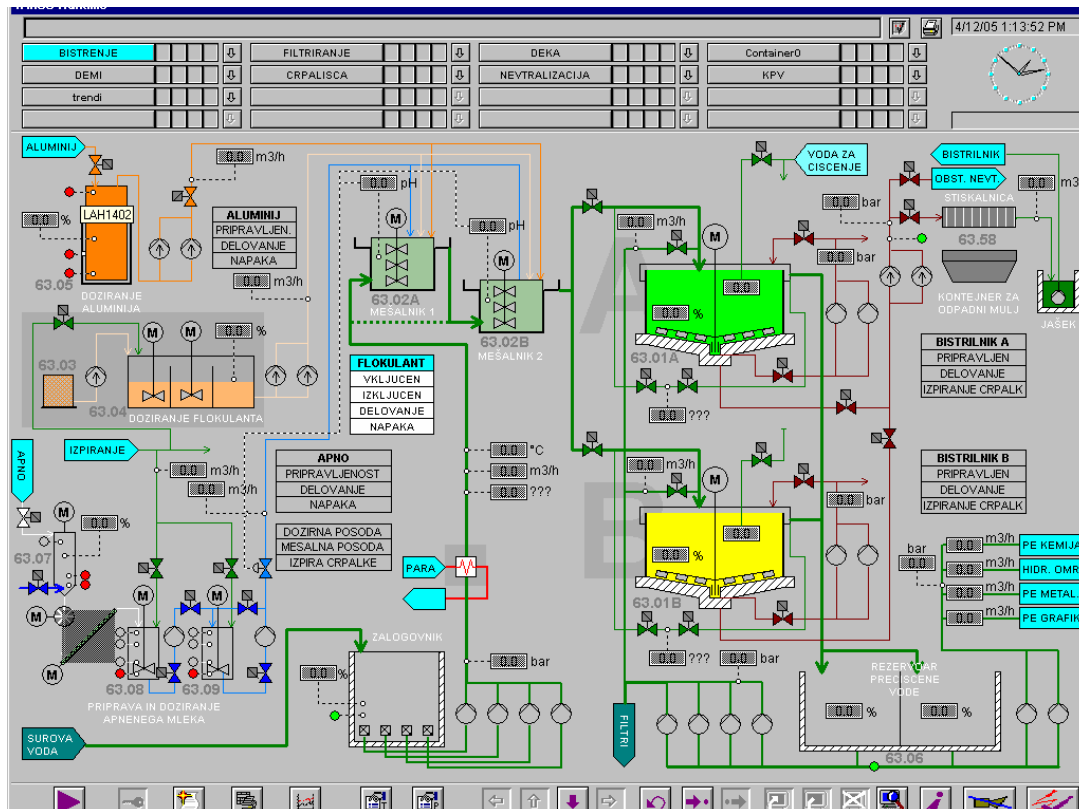 4/12/05 1:13:52 PM
BISTRENJE
FILTRIRANJE
DEKA
Container0
DEMI
CRPALISCA
NEVTRALIZACIJA
KPV
trendi
ALUMINIJ
0.0 m3/h
0.0 pH
VODA ZA
CISCENJE
BISTRILNIK
OBST. NEVT.
0.0 m3
STISKALNICA
0.0 %
LAH1402
ALUMINIJ
PRIPRAVLJEN.
DELOVANJE
NAPAKA
M
0.0 pH
0.0 m3/h
M
0.0 bar
63.58
0.0 bar
63.05
DOZIRANJE
ALUMINIJA
0.0 m3/h
M
A
0.0
KONTEJNER ZA
ODPADNI MULJ
JAŠEK
63.02A
MEŠALNIK 1
0.0 %
M
M
0.0 %
63.02B
MEŠALNIK 2
63.01A
BISTRILNIK A
PRIPRAVLJEN
DELOVANJE
IZPIRANJE CRPALK
63.03
63.04
DOZIRANJE FLOKULANTA
FLOKULANT
VKLJUCEN
IZKLJUCEN
DELOVANJE
NAPAKA
0.0 ???
IZPIRANJE
APNO
0.0 m3/h
0.0 m3/h
APNO
PRIPRAVLJENOST
DELOVANJE
NAPAKA
0.0 °C
0.0 m3/h
0.0 ???
0.0 m3/h
M
B
0.0 bar
BISTRILNIK B
PRIPRAVLJEN
DELOVANJE
IZPIRANJE CRPALK
M
0.0 %
63.07
DOZIRNA POSODA
MESALNA POSODA
IZPIRA CRPALKE
0.0
0.0 %
bar
0.0
0.0 m3/h PE KEMIJA
0.0 m3/h HIDR. OMR
0.0 m3/h PE METAL.
0.0 m3/h PE GRAFIK
PARA
M
M
M
M
63.01B
63.08
63.09
PRIPRAVA IN DOZIRANJE
APNENEGA MLEKA
ZALOGOVNIK
0.0 %
0.0 bar
0.0 ???
0.0 bar
REZERVOAR
PRECISCENE
VODE
0.0 %
0.0 %
SUROVA
VODA
FILTRI
63.06